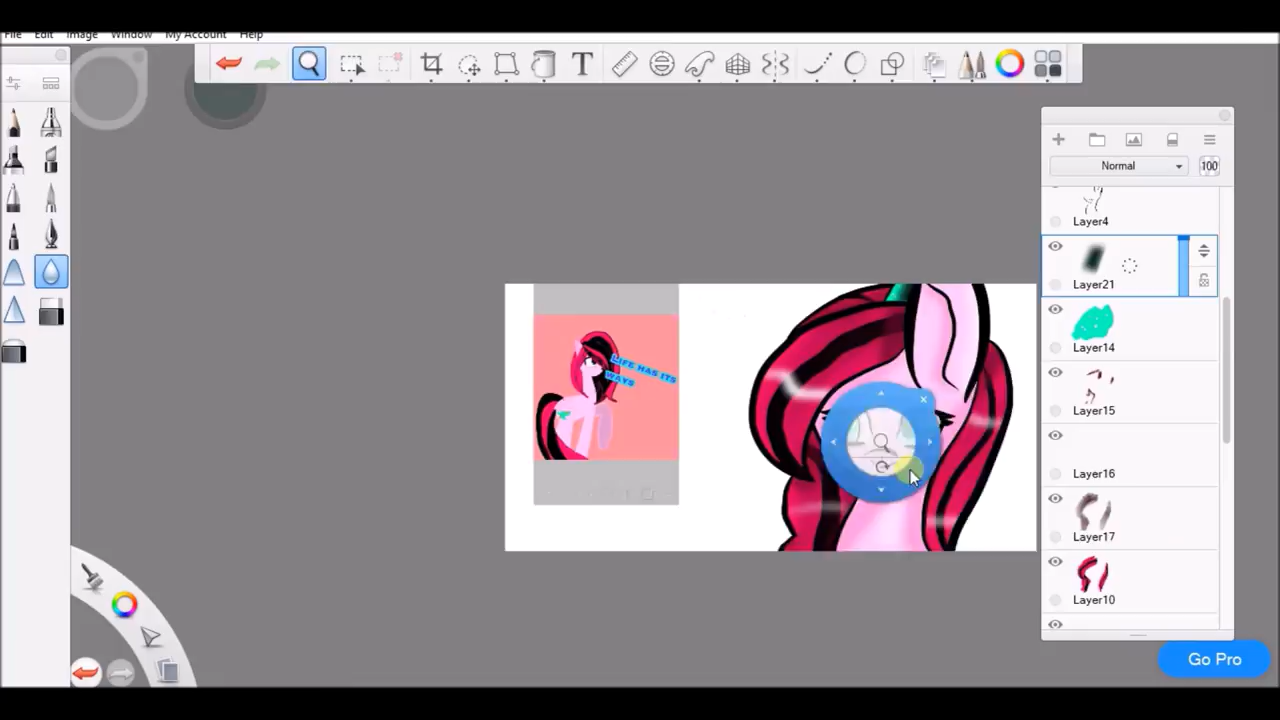 File Edit Image Window My Account Help
Normal
100
Layer4
Layer21
Layer14
LIFE HAS ITS
WAYS
Layer15
Layer16
Layer17
Layer10
Go Pro